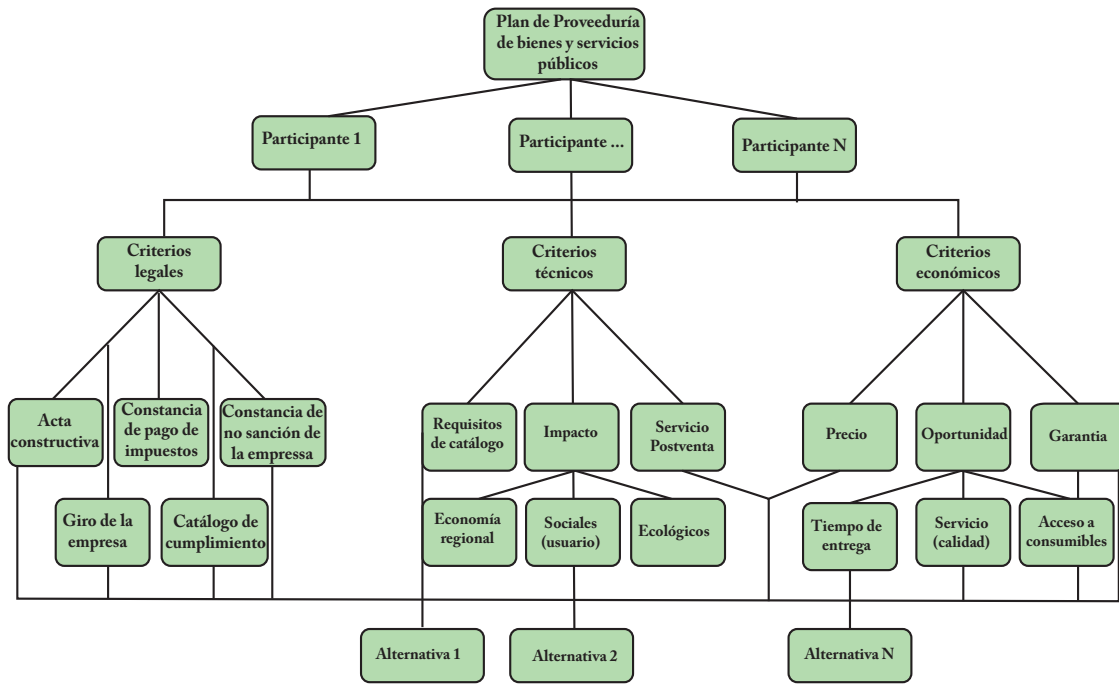 Plan de Proveeduría
de bienes y servicios
públicos
Participante 1
Participante ...
Participante N
Criterios
legales
Criterios
técnicos
Criterios
económicos
Acta
constructiva
Constancia
de pago de
impuestos
Constancia de
no sanción de
la empressa
Requisitos
de catálogo
Impacto
Servicio
Postventa
Precio
Oportunidad
Garantia
Giro de la
empresa
Catálogo de
cumplimiento
Economía
regional
Sociales
(usuario)
Ecológicos
Tiempo de
entrega
Servicio
(calidad)
Acceso a
consumibles
Alternativa 1
Alternativa 2
Alternativa N